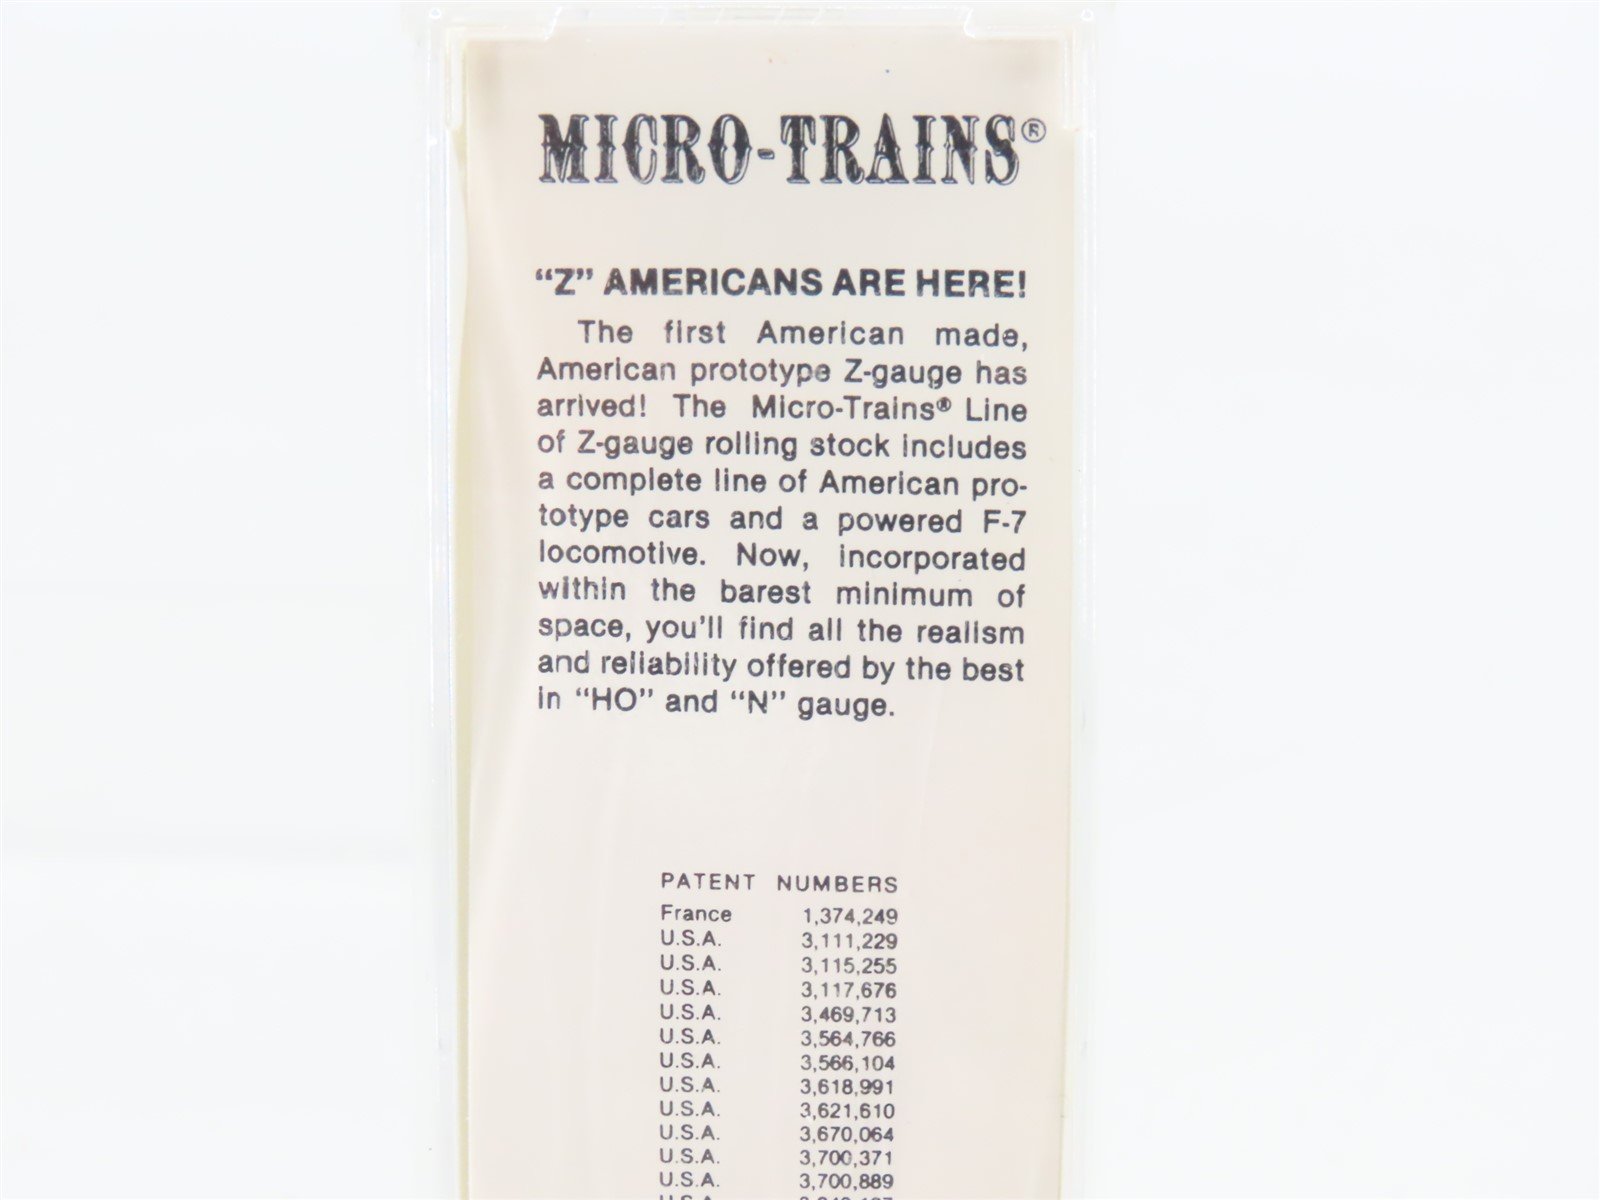 MICRO-TRAINS®
“Z” AMERICANS ARE HERE!
The first American made,
American prototype Z-gauge has
arrived! The Micro-Trains® Line
of Z-gauge rolling stock includes
a complete line of American pro-
totype cars and a powered F-7
locomotive. Now, incorporated
within the barest minimum of
space, you’ll find all the realism
and reliability offered by the best
in “HO” and “N” gauge.
PATENT NUMBERS
France 1,374,249
U.S.A. 3,111,229
U.S.A. 3,115,255
U.S.A. 3,117,676
U.S.A. 3,469,713
U.S.A. 3,564,766
U.S.A. 3,566,104
U.S.A. 3,618,991
U.S.A. 3,621,610
U.S.A. 3,670,064
U.S.A. 3,700,371
U.S.A. 3,700,889
U.S.A.